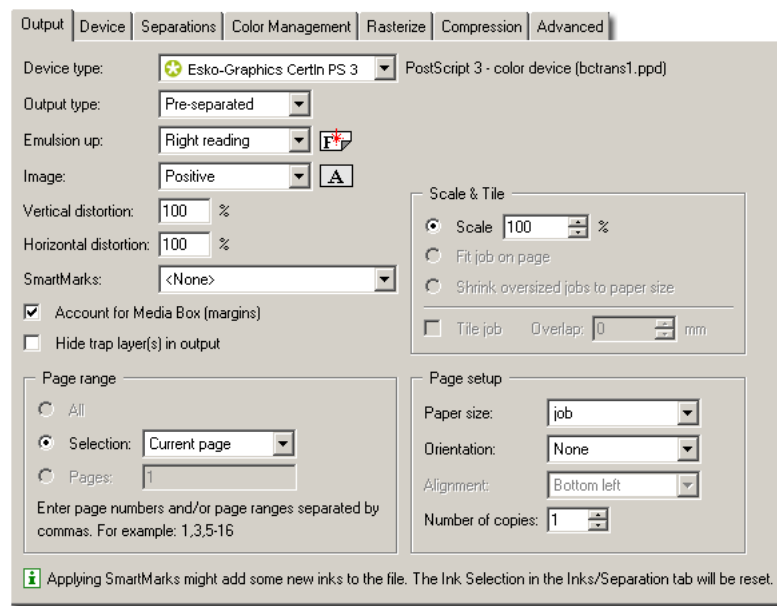 Output Device Separations Color Management Rasterize Compression Advanced
Device type: Esko-Graphics CertIn PS 3 PostScript 3 - color device (bctrans1.ppd)
Output type: Pre-separated
Emulsion up: Right reading F
Image: Positive A
Vertical distortion: 100 %
Horizontal distortion: 100 %
SmartMarks: <None>
Account for Media Box (margins)
Hide trap layer(s) in output
Scale & Tile
Scale 100 %
Fit job on page
Shrink oversized jobs to paper size
Tile job Overlap: 0 mm
Page range
All
Selection: Current page
Pages: 1
Enter page numbers and/or page ranges separated by
commas. For example: 1,3,5-16
Page setup
Paper size: job
Orientation: None
Alignment: Bottom left
Number of copies: 1
i Applying SmartMarks might add some new inks to the file. The Ink Selection in the Inks/Separation tab will be reset.